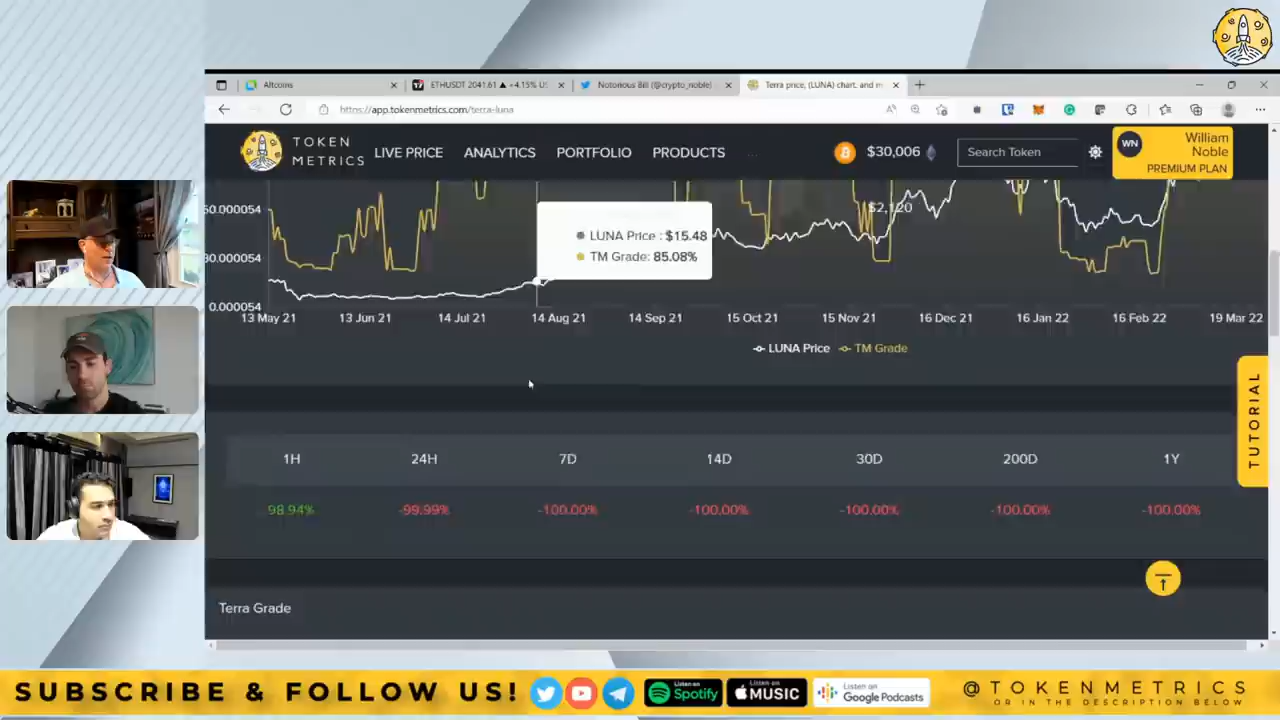 Altcoins
ETHUSDT 2041.61 ▲ +4.15% U
Notorious Bill (@crypto_noble)
Terra price, (LUNA) chart, and m
https://app.tokenmetrics.com/terra-luna
TOKEN METRICS
LIVE PRICE
ANALYTICS
PORTFOLIO
PRODUCTS
...
$30,006
Search Token
WN
William Noble
PREMIUM PLAN
60.000054
30.000054
0.000054
$2,120
LUNA Price : $15.48
TM Grade: 85.08%
13 May 21
13 Jun 21
14 Jul 21
14 Aug 21
14 Sep 21
15 Oct 21
15 Nov 21
16 Dec 21
16 Jan 22
16 Feb 22
19 Mar 22
LUNA Price
TM Grade
TUTORIAL
1H 24H 7D 14D 30D 200D 1Y
98.94% -99.99% -100.00% -100.00% -100.00% -100.00% -100.00%
Terra Grade
SUBSCRIBE & FOLLOW US!
Listen on Spotify
Listen on MUSIC
Listen on Google Podcasts
@TOKENMETRICS
OR IN THE DESCRIPTION BELOW